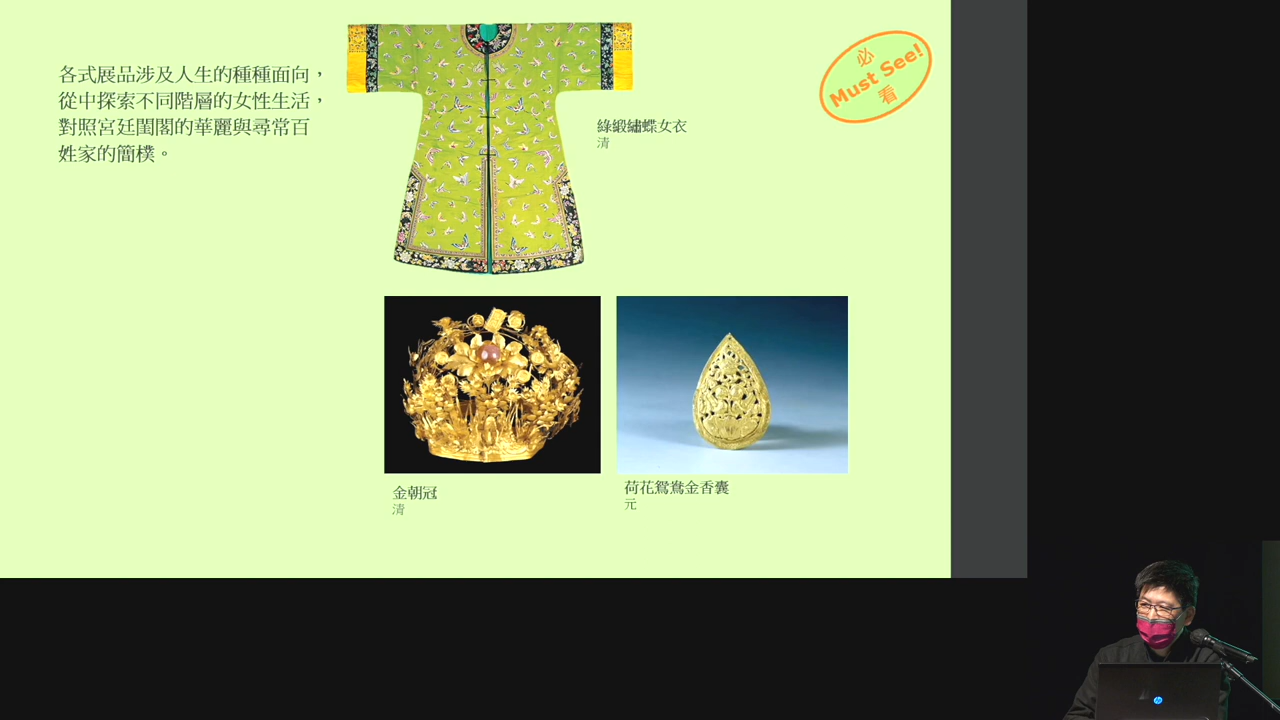 各式展品涉及人生的種種面向，
從中探索不同階層的女性生活，
對照宮廷閨閣的華麗與尋常百
姓家的簡樸。
必
Must See!
看
綠緞繡蝶女衣
清
金朝冠
清
荷花鴛鴦金香囊
元
hp